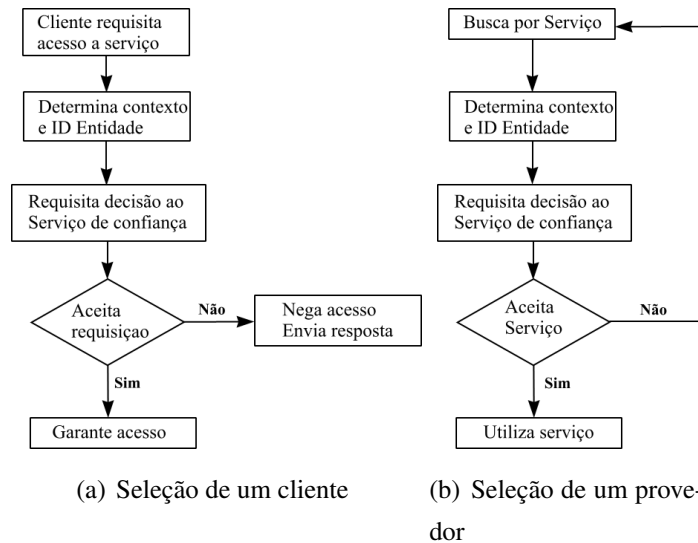 Cliente requisita
acesso a serviço
Determina contexto
e ID Entidade
Requisita decisão ao
Serviço de confiança
Aceita
requisiçao
Não
Nega acesso
Envia resposta
Sim
Garante acesso
(a) Seleção de um cliente
Busca por Serviço
Determina contexto
e ID Entidade
Requisita decisão ao
Serviço de confiança
Aceita
Serviço
Não
Sim
Utiliza serviço
(b) Seleção de um prove-
dor